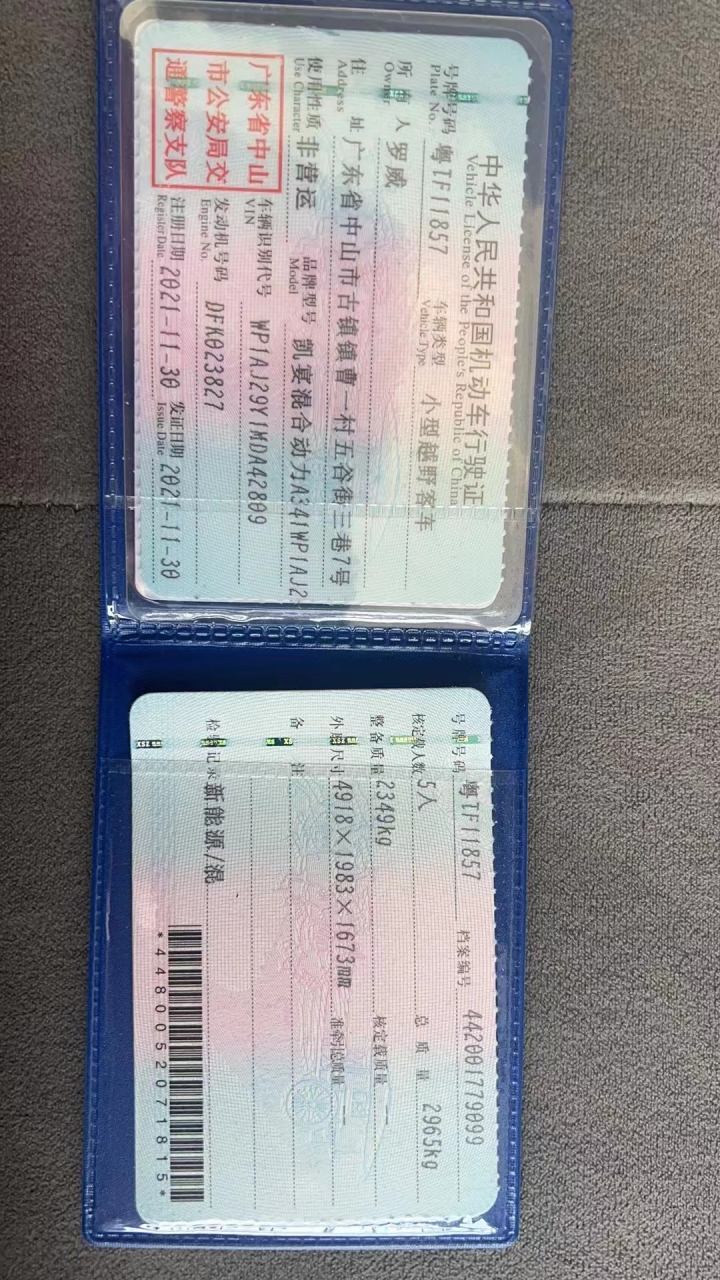 中华人民共和国机动车行驶证
Vehicle License of the People's Republic of China
号牌号码 粤TF11857 车辆类型 小型越野客车
Plate No. Vehicle Type
所有人 罗威
Owner
住址 广东省中山市古镇镇曹一村五谷街三巷7号
Address
使用性质 非营运 品牌型号 凯宴混合动力A341WP1AJ2
Use Character Model
广东省中山
市公安局交
通警察支队
车辆识别代号 WP1AJ29Y1MDA42809
VIN
发动机号码 DFK023827
Engine No.
注册日期 2021-11-30 发证日期 2021-11-30
Register Date Issue Date
号牌号码 粤TF11857 档案编号 442001779099
核定载人数 5人 总质量 2965kg
整备质量 2349kg 核定载质量 —
外廓尺寸 4918×1983×1673mm 准牵引总质量 —
备注
检验记录 新能源/混
*4480052071815*